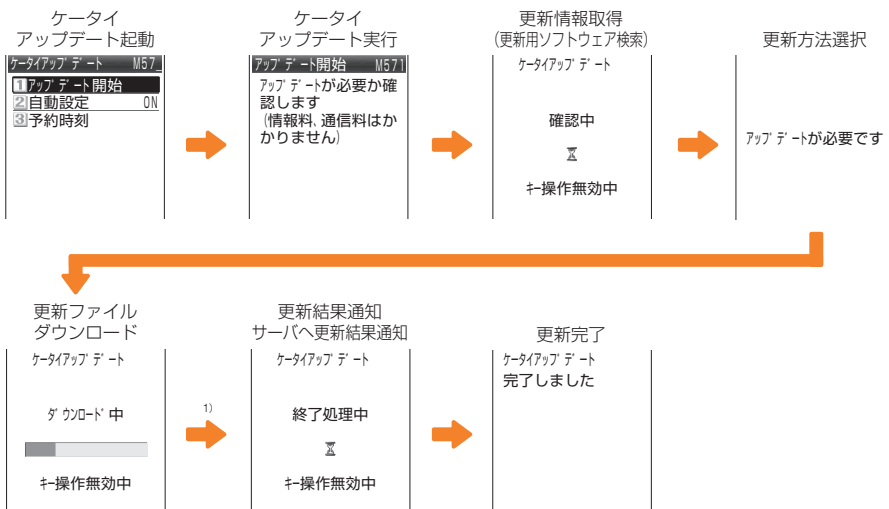 ケータイ
アップデート起動
ケータイアップデート M57_
1アップデート開始
2自動設定 ON
3予約時刻
ケータイ
アップデート実行
アップデート開始 M571
アップデートが必要か確
認します
(情報料、通信料はか
かりません)
更新情報取得
(更新用ソフトウェア検索)
ケータイアップデート
確認中
キー操作無効中
更新方法選択
アップデートが必要です
更新ファイル
ダウンロード
ケータイアップデート
ダウンロード中
キー操作無効中
1)
更新結果通知
サーバへ更新結果通知
ケータイアップデート
終了処理中
キー操作無効中
更新完了
ケータイアップデート
完了しました